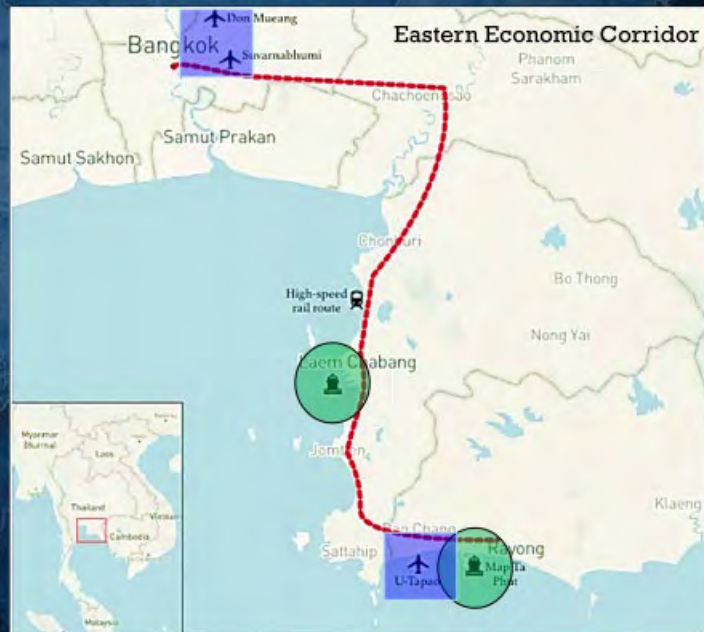 Don Mueang
Eastern Economic Corridor
Bangkok
Suvarnabhumi
Phanom
Sarakham
Chachoengsao
Samut Prakan
Samut Sakhon
Chonburi
Bo Thong
High-speed
rail route
Nong Yai
Laem Chabang
Jomtien
Klaeng
Ban Chang
Rayong
Sattahip
Map Ta
Phut
U-Tapao
Myanmar
(Burma)
Laos
Thailand
Vietnam
Cambodia
Malaysia